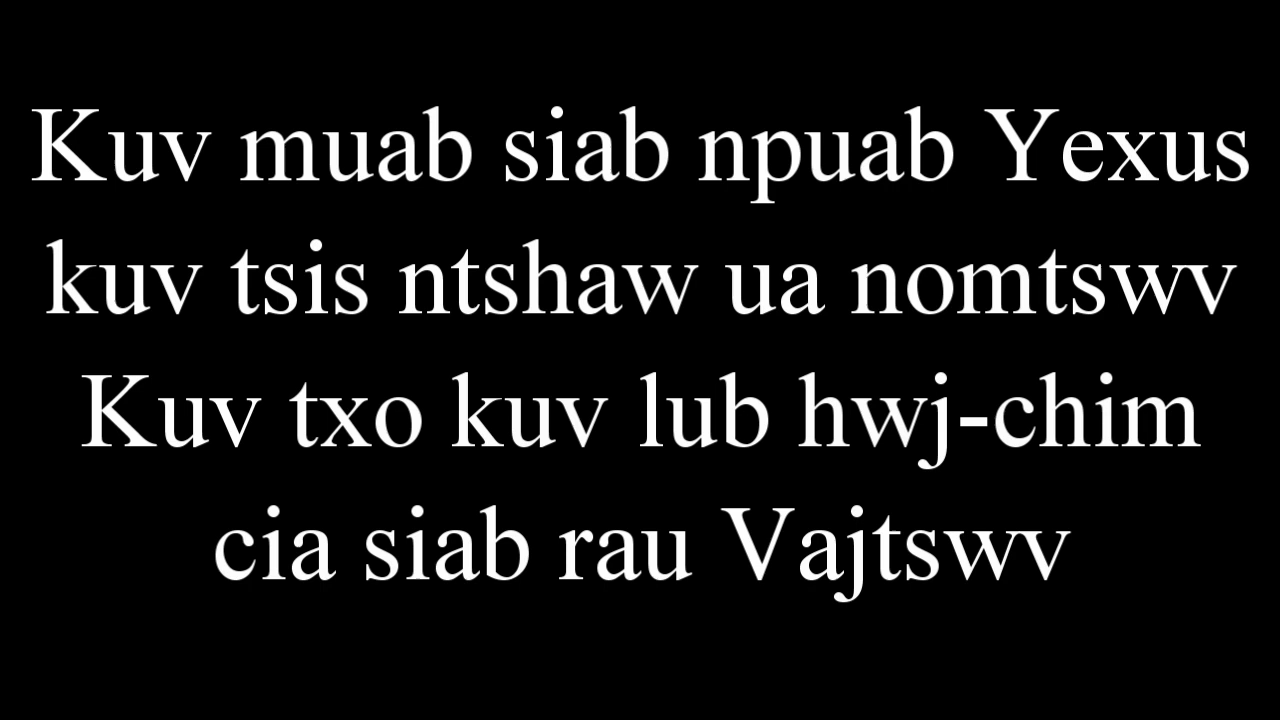 Kuv muab siab npuab Yexus
kuv tsis ntshaw ua nomtswv
Kuv txo kuv lub hwj-chim
cia siab rau Vajtswv